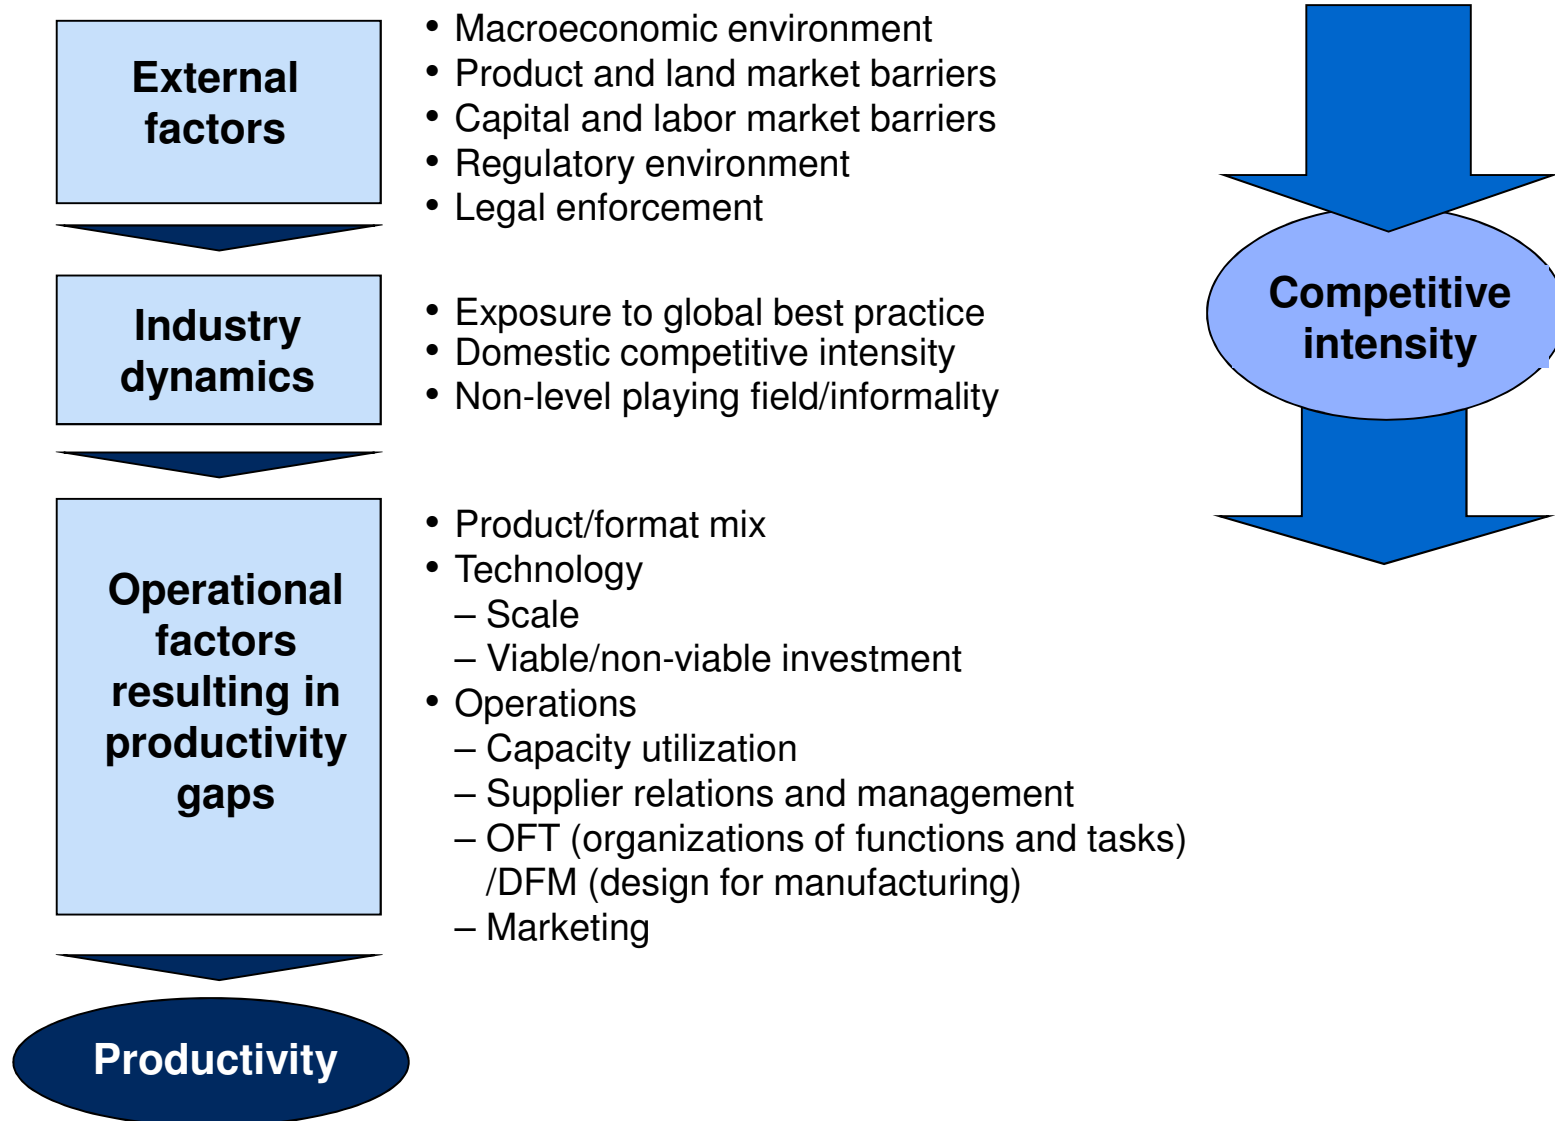 External
factors
• Macroeconomic environment
• Product and land market barriers
• Capital and labor market barriers
• Regulatory environment
• Legal enforcement
Industry
dynamics
• Exposure to global best practice
• Domestic competitive intensity
• Non-level playing field/informality
Competitive
intensity
Operational
factors
resulting in
productivity
gaps
• Product/format mix
• Technology
– Scale
– Viable/non-viable investment
• Operations
– Capacity utilization
– Supplier relations and management
– OFT (organizations of functions and tasks)
/DFM (design for manufacturing)
– Marketing
Productivity